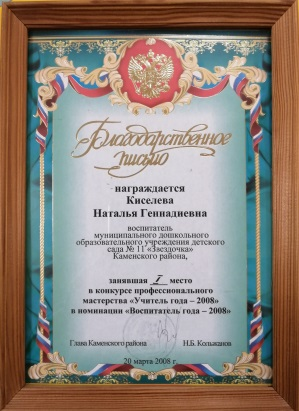 Благодарственное
письмо
награждается
Киселева
Наталья Геннадиевна
воспитатель
муниципального дошкольного
образовательного учреждения детского
сада № 11 «Звездочка»
Каменского района,
занявшая I место
в конкурсе профессионального
мастерства «Учитель года – 2008»
в номинации «Воспитатель года – 2008»
Глава Каменского района Н.Б. Кольжанов
20 марта 2008 г.